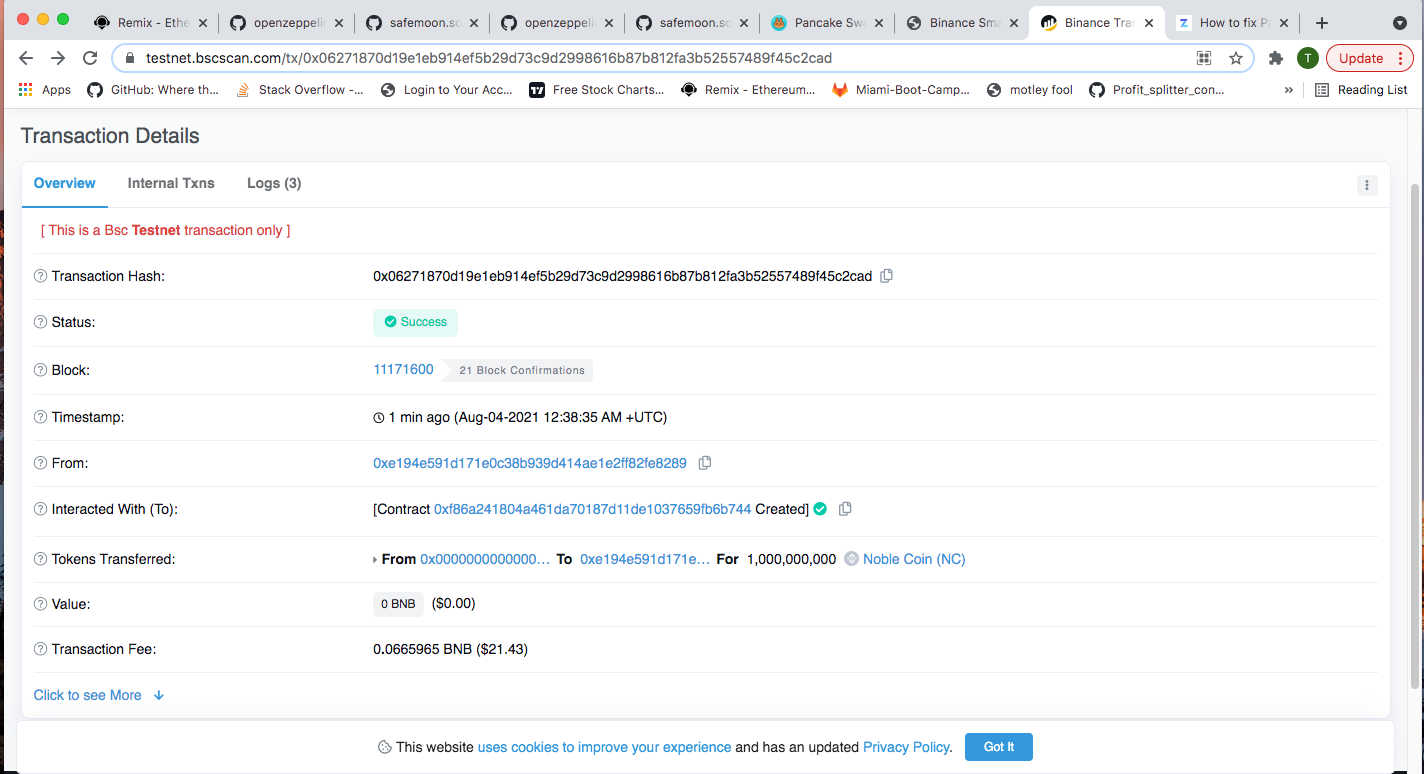 Remix - Ethe
openzeppelin
safemoon.so
openzeppelin
safemoon.so
Pancake Swa
Binance Sma
Binance Tran
How to fix Pa
testnet.bscscan.com/tx/0x06271870d19e1eb914ef5b29d73c9d2998616b87b812fa3b52557489f45c2cad
T
Update
Apps
GitHub: Where th...
Stack Overflow -...
Login to Your Acc...
Free Stock Charts...
Remix - Ethereum...
Miami-Boot-Camp...
motley fool
Profit_splitter_con...
»
Reading List
Transaction Details
Overview
Internal Txns
Logs (3)
[ This is a Bsc Testnet transaction only ]
Transaction Hash:
0x06271870d19e1eb914ef5b29d73c9d2998616b87b812fa3b52557489f45c2cad
Status:
Success
Block:
11171600
21 Block Confirmations
Timestamp:
1 min ago (Aug-04-2021 12:38:35 AM +UTC)
From:
0xe194e591d171e0c38b939d414ae1e2ff82fe8289
Interacted With (To):
[Contract 0xf86a241804a461da70187d11de1037659fb6b744 Created]
Tokens Transferred:
From 0x0000000000000... To 0xe194e591d171e... For 1,000,000,000 Noble Coin (NC)
Value:
0 BNB ($0.00)
Transaction Fee:
0.0665965 BNB ($21.43)
Click to see More
This website uses cookies to improve your experience and has an updated Privacy Policy.
Got It